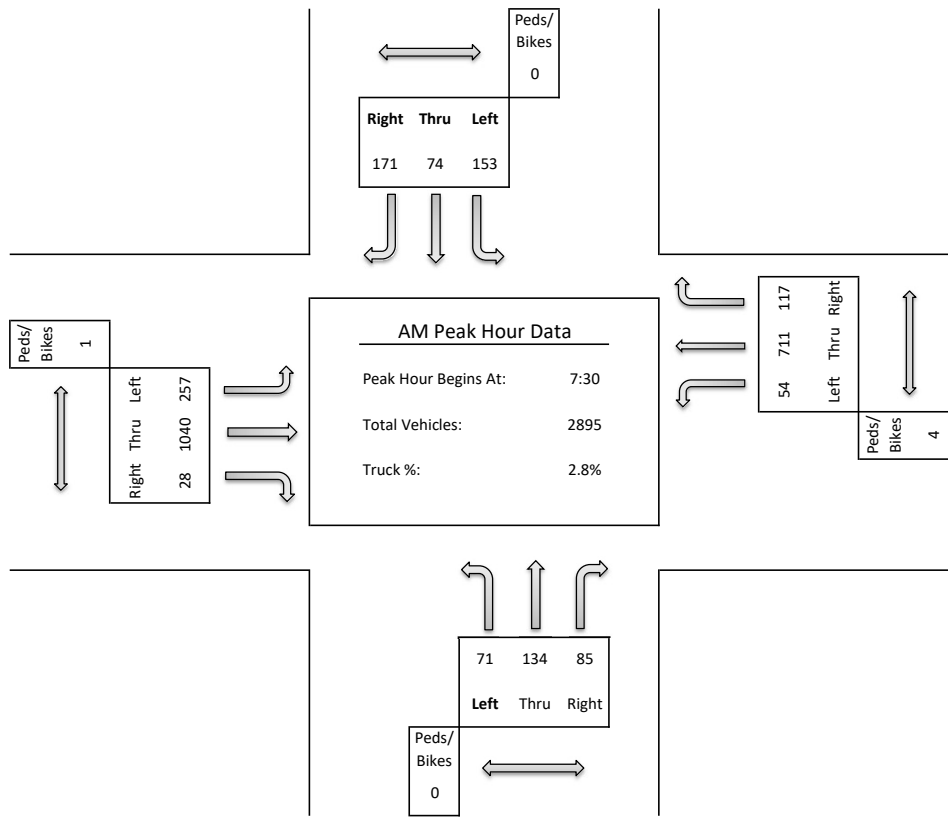 Peds/
Bikes
0
Right Thru Left
171 74 153
117 Right
711 Thru
54 Left
Peds/
Bikes
4
Peds/
Bikes
1
Left 257
Thru 1040
Right 28
AM Peak Hour Data
Peak Hour Begins At: 7:30
Total Vehicles: 2895
Truck %: 2.8%
71 134 85
Left Thru Right
Peds/
Bikes
0